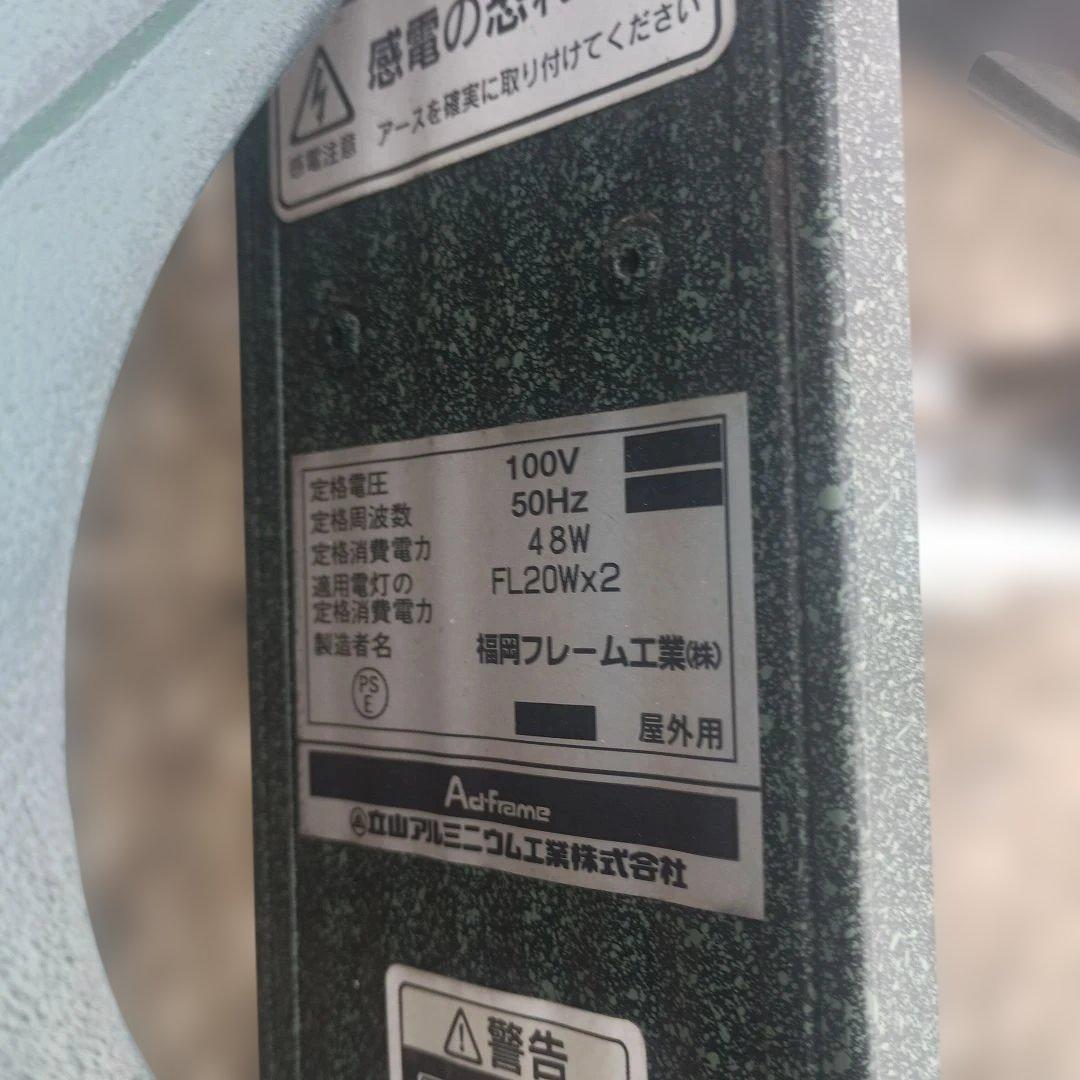 感電の恐れ
アースを確実に取り付けてください
感電注意
定格電圧 100V
定格周波数 50Hz
定格消費電力 48W
適用電灯の
定格消費電力 FL20Wx2
製造者名 福岡フレーム工業(株)
PS
E
屋外用
Ad-frame
立山アルミニウム工業株式会社
警告